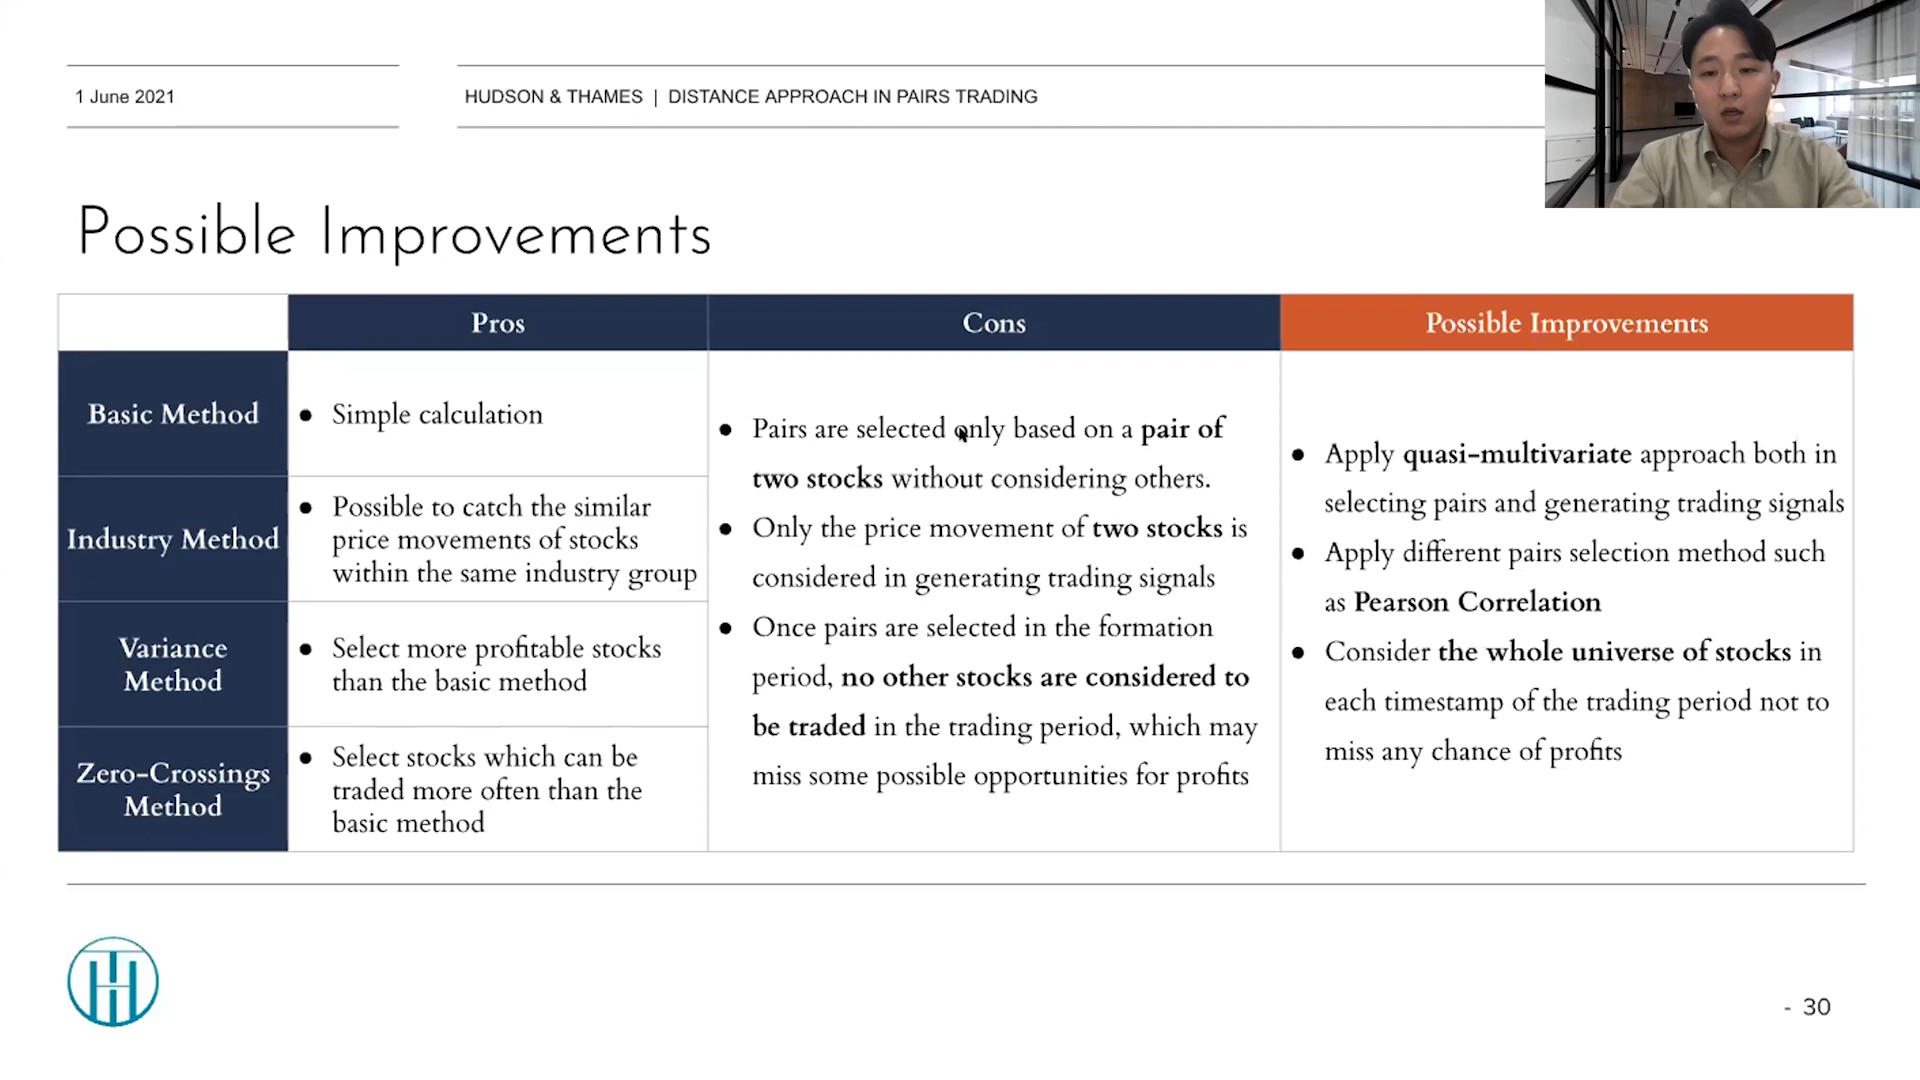 1 June 2021
HUDSON & THAMES | DISTANCE APPROACH IN PAIRS TRADING
Possible Improvements
Pros
Cons
Possible Improvements
Basic Method
• Simple calculation
Industry Method
• Possible to catch the similar
price movements of stocks
within the same industry group
Variance
Method
• Select more profitable stocks
than the basic method
Zero-Crossings
Method
• Select stocks which can be
traded more often than the
basic method
• Pairs are selected only based on a pair of
two stocks without considering others.
• Only the price movement of two stocks is
considered in generating trading signals
• Once pairs are selected in the formation
period, no other stocks are considered to
be traded in the trading period, which may
miss some possible opportunities for profits
• Apply quasi-multivariate approach both in
selecting pairs and generating trading signals
• Apply different pairs selection method such
as Pearson Correlation
• Consider the whole universe of stocks in
each timestamp of the trading period not to
miss any chance of profits
- 30